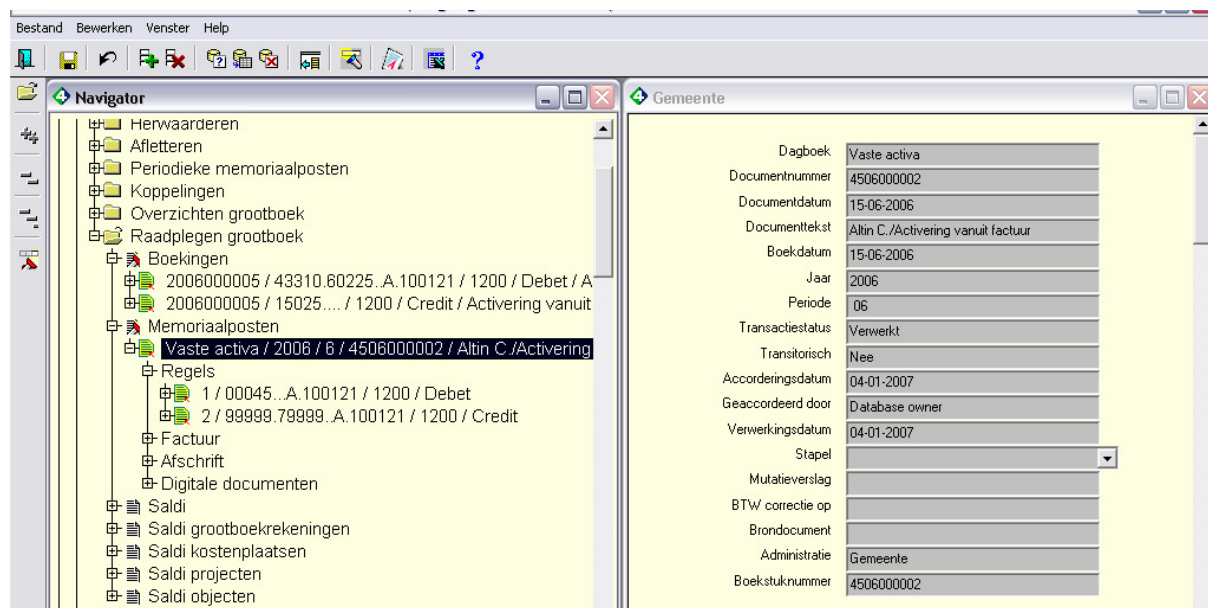 Bestand Bewerken Venster Help
Navigator
Herwaarderen
Afletteren
Periodieke memoriaalposten
Koppelingen
Overzichten grootboek
Raadplegen grootboek
Boekingen
2006000005 / 43310.60225..A.100121 / 1200 / Debet / A
2006000005 / 15025.... / 1200 / Credit / Activering vanuit
Memoriaalposten
Vaste activa / 2006 / 6 / 4506000002 / Altin C./Activering
Regels
1 / 00045...A.100121 / 1200 / Debet
2 / 99999.79999..A.100121 / 1200 / Credit
Factuur
Afschrift
Digitale documenten
Saldi
Saldi grootboekrekeningen
Saldi kostenplaatsen
Saldi projecten
Saldi objecten
Gemeente
Dagboek Vaste activa
Documentnummer 4506000002
Documentdatum 15-06-2006
Documenttekst Altin C./Activering vanuit factuur
Boekdatum 15-06-2006
Jaar 2006
Periode 06
Transactiestatus Verwerkt
Transitorisch Nee
Accorderingsdatum 04-01-2007
Geaccordeerd door Database owner
Verwerkingsdatum 04-01-2007
Stapel
Mutatieverslag
BTW correctie op
Brondocument
Administratie Gemeente
Boekstuknummer 4506000002